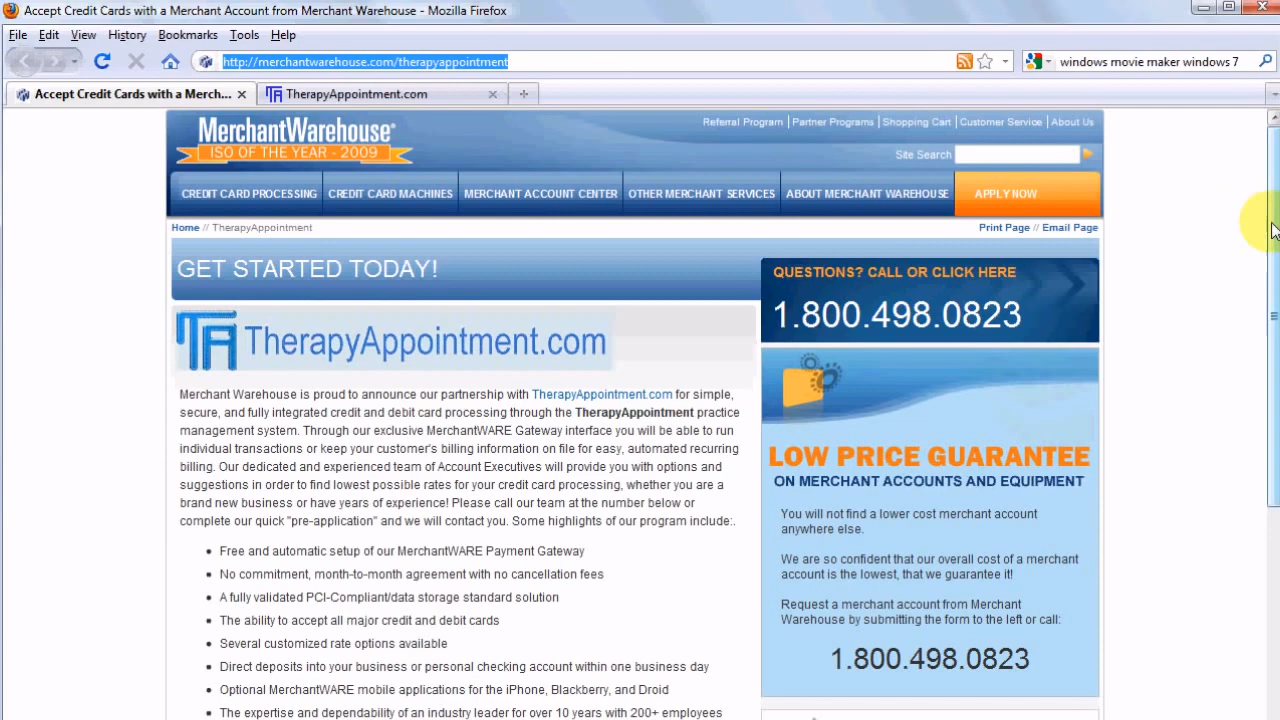 Accept Credit Cards with a Merchant Account from Merchant Warehouse - Mozilla Firefox
File Edit View History Bookmarks Tools Help
http://merchantwarehouse.com/therapyappointment
windows movie maker windows 7
Accept Credit Cards with a Merch...
TherapyAppointment.com
MerchantWarehouse®
ISO OF THE YEAR - 2009
Referral Program | Partner Programs | Shopping Cart | Customer Service | About Us
Site Search
CREDIT CARD PROCESSING
CREDIT CARD MACHINES
MERCHANT ACCOUNT CENTER
OTHER MERCHANT SERVICES
ABOUT MERCHANT WAREHOUSE
APPLY NOW
Home // TherapyAppointment
Print Page // Email Page
GET STARTED TODAY!
TA TherapyAppointment.com
Merchant Warehouse is proud to announce our partnership with TherapyAppointment.com for simple,
secure, and fully integrated credit and debit card processing through the TherapyAppointment practice
management system. Through our exclusive MerchantWARE Gateway interface you will be able to run
individual transactions or keep your customer's billing information on file for easy, automated recurring
billing. Our dedicated and experienced team of Account Executives will provide you with options and
suggestions in order to find lowest possible rates for your credit card processing, whether you are a
brand new business or have years of experience! Please call our team at the number below or
complete our quick "pre-application" and we will contact you. Some highlights of our program include:.
• Free and automatic setup of our MerchantWARE Payment Gateway
• No commitment, month-to-month agreement with no cancellation fees
• A fully validated PCI-Compliant/data storage standard solution
• The ability to accept all major credit and debit cards
• Several customized rate options available
• Direct deposits into your business or personal checking account within one business day
• Optional MerchantWARE mobile applications for the iPhone, Blackberry, and Droid
• The expertise and dependability of an industry leader for over 10 years with 200+ employees
QUESTIONS? CALL OR CLICK HERE
1.800.498.0823
LOW PRICE GUARANTEE
ON MERCHANT ACCOUNTS AND EQUIPMENT
You will not find a lower cost merchant account
anywhere else.
We are so confident that our overall cost of a merchant
account is the lowest, that we guarantee it!
Request a merchant account from Merchant
Warehouse by submitting the form to the left or call:
1.800.498.0823